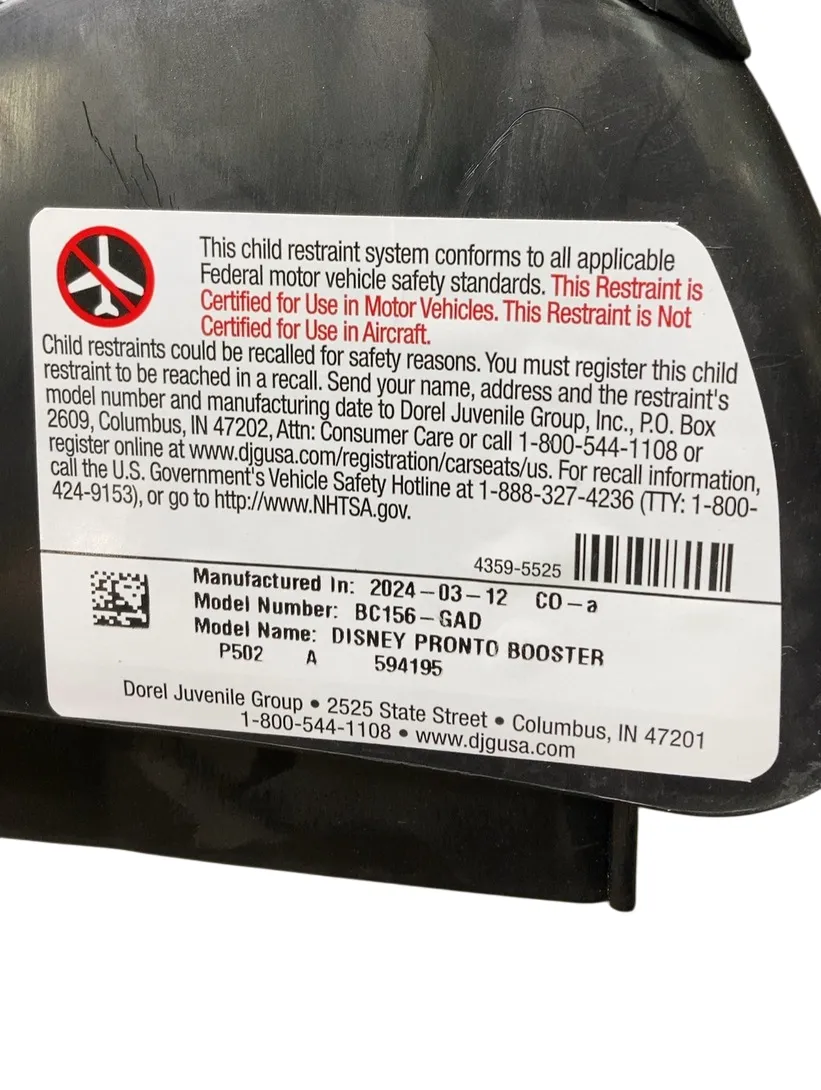 This child restraint system conforms to all applicable
Federal motor vehicle safety standards. This Restraint is
Certified for Use in Motor Vehicles. This Restraint is Not
Certified for Use in Aircraft.
Child restraints could be recalled for safety reasons. You must register this child
restraint to be reached in a recall. Send your name, address and the restraint's
model number and manufacturing date to Dorel Juvenile Group, Inc., P.O. Box
2609, Columbus, IN 47202, Attn: Consumer Care or call 1-800-544-1108 or
register online at www.djgusa.com/registration/carseats/us. For recall information,
call the U.S. Government's Vehicle Safety Hotline at 1-888-327-4236 (TTY: 1-800-
424-9153), or go to http://www.NHTSA.gov.
4359-5525
Manufactured In: 2024-03-12 CO-a
Model Number: BC156-GAD
Model Name: DISNEY PRONTO BOOSTER
P502 A 594195
Dorel Juvenile Group • 2525 State Street • Columbus, IN 47201
1-800-544-1108 • www.djgusa.com